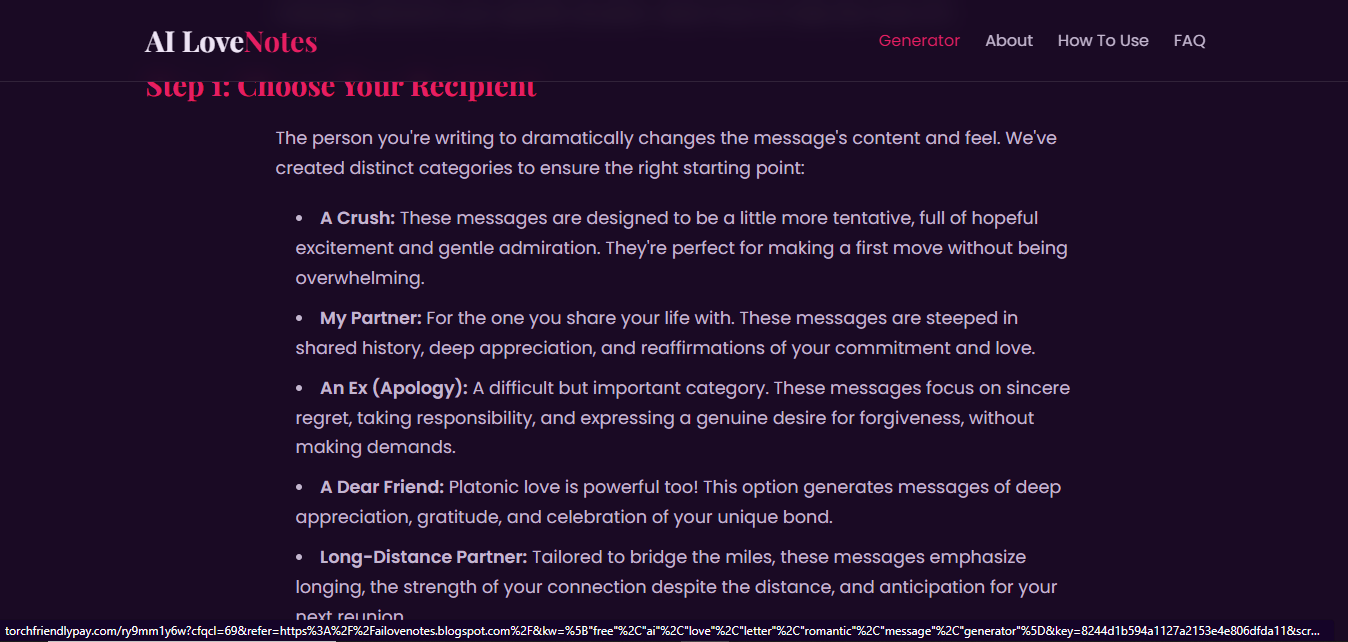 AI LoveNotes
Generator About How To Use FAQ
Step 1: Choose Your Recipient
The person you're writing to dramatically changes the message's content and feel. We've
created distinct categories to ensure the right starting point:
• A Crush: These messages are designed to be a little more tentative, full of hopeful
excitement and gentle admiration. They're perfect for making a first move without being
overwhelming.
• My Partner: For the one you share your life with. These messages are steeped in
shared history, deep appreciation, and reaffirmations of your commitment and love.
• An Ex (Apology): A difficult but important category. These messages focus on sincere
regret, taking responsibility, and expressing a genuine desire for forgiveness, without
making demands.
• A Dear Friend: Platonic love is powerful too! This option generates messages of deep
appreciation, gratitude, and celebration of your unique bond.
• Long-Distance Partner: Tailored to bridge the miles, these messages emphasize
longing, the strength of your connection despite the distance, and anticipation for your
next reunion.
torchfriendlypay.com/ry9mm1y6w?cfqcl=69&refer=https%3A%2F%2Failovenotes.blogspot.com%2F&kw=%5B"free"%2C"ai"%2C"love"%2C"letter"%2C"romantic"%2C"message"%2C"generator"%5D&key=8244d1b594a1127a2153e4e806dfda11&scr...